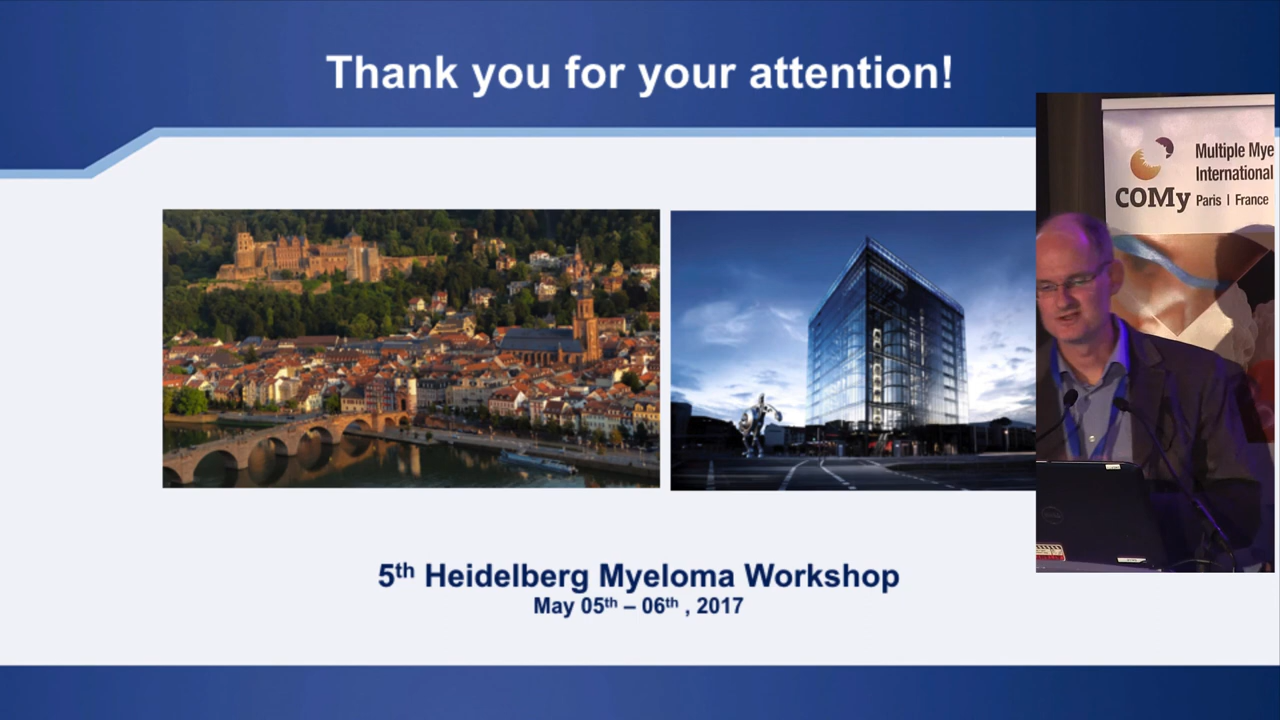 Thank you for your attention!
COMy
Multiple Mye
International
Paris | France
5th Heidelberg Myeloma Workshop
May 05th – 06th , 2017